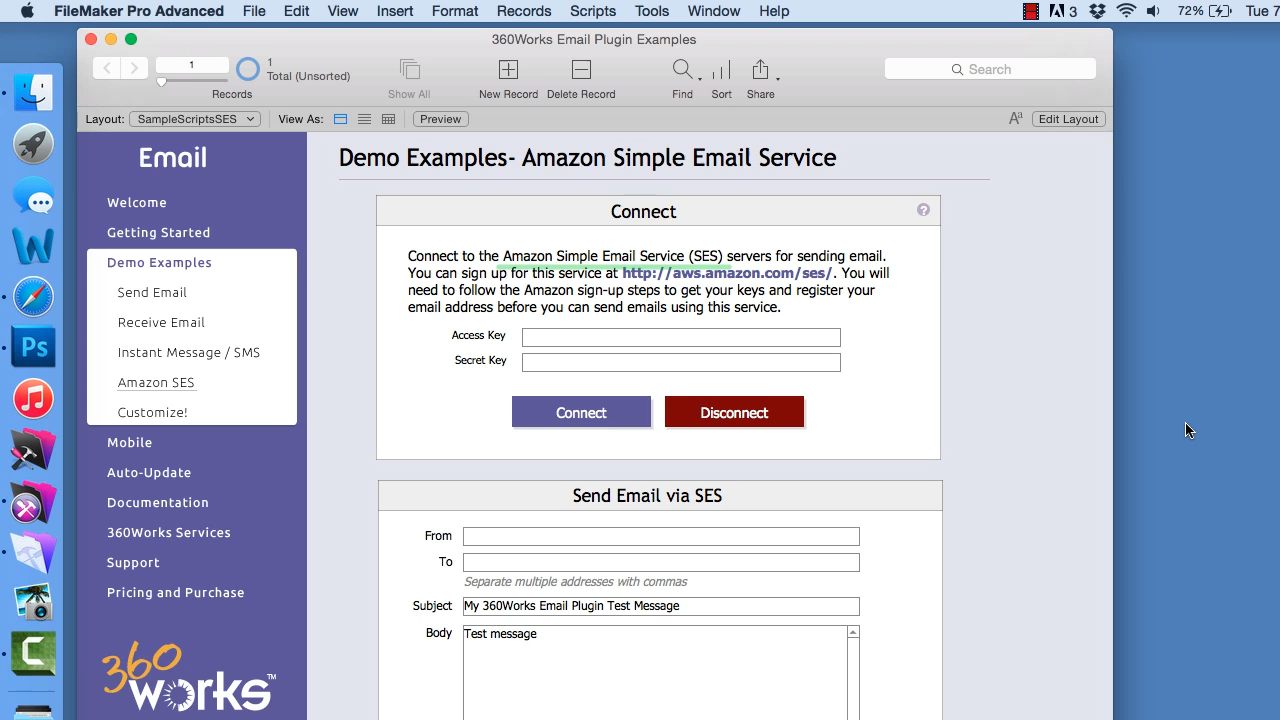 FileMaker Pro Advanced File Edit View Insert Format Records Scripts Tools Window Help 3 72% Tue 7
360Works Email Plugin Examples
1
1
Total (Unsorted)
Search
Records
Show All
New Record
Delete Record
Find
Sort
Share
Layout: SampleScriptsSES View As: Preview Aa Edit Layout
Email
Welcome
Getting Started
Demo Examples
Send Email
Receive Email
Instant Message / SMS
Amazon SES
Customize!
Mobile
Auto-Update
Documentation
360Works Services
Support
Pricing and Purchase
360
works™
Demo Examples- Amazon Simple Email Service
Connect ?
Connect to the Amazon Simple Email Service (SES) servers for sending email.
You can sign up for this service at http://aws.amazon.com/ses/. You will
need to follow the Amazon sign-up steps to get your keys and register your
email address before you can send emails using this service.
Access Key
Secret Key
Connect
Disconnect
Send Email via SES
From
To
Separate multiple addresses with commas
Subject My 360Works Email Plugin Test Message
Body Test message
W
Ps
C